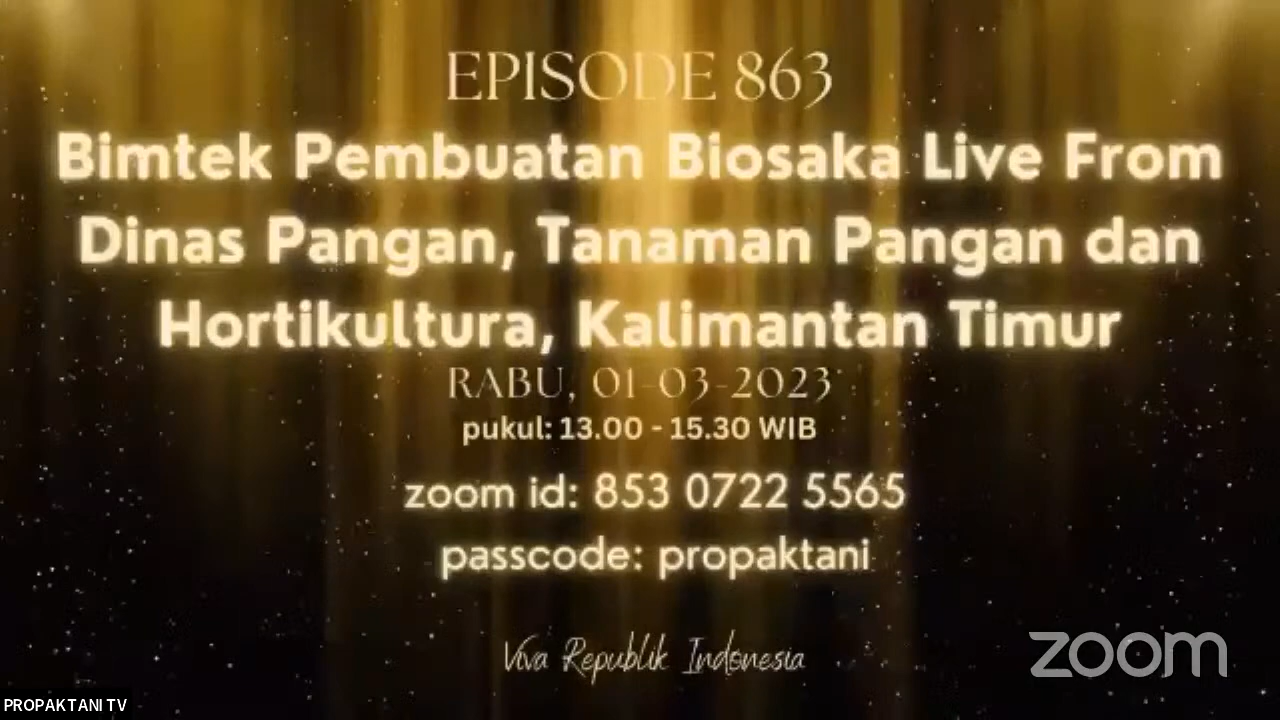 EPISODE 863
Bimtek Pembuatan Biosaka Live From
Dinas Pangan, Tanaman Pangan dan
Hortikultura, Kalimantan Timur
RABU, 01-03-2023
pukul: 13.00 - 15.30 WIB
zoom id: 853 0722 5565
passcode: propaktani
Viva Republik Indonesia
zoom
PROPAKTANI TV